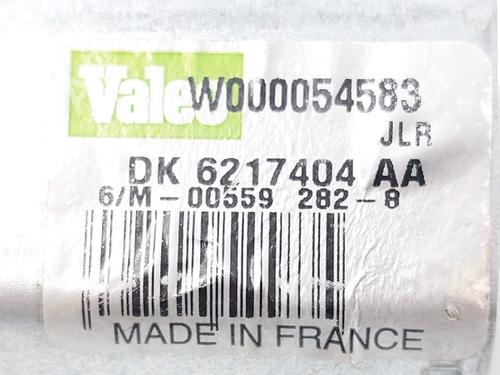 Valeo W000054583
JLR
DK 6217404 AA
6/M-00559 282-8
MADE IN FRANCE